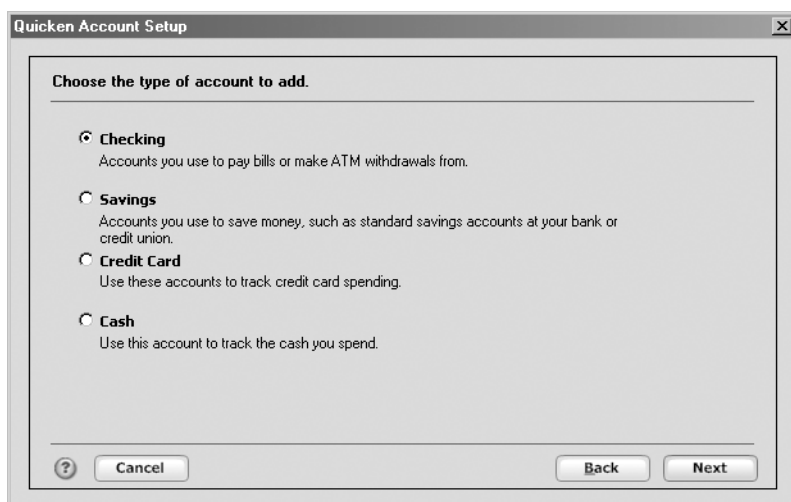 Quicken Account Setup
Choose the type of account to add.
Checking
Accounts you use to pay bills or make ATM withdrawals from.
Savings
Accounts you use to save money, such as standard savings accounts at your bank or
credit union.
Credit Card
Use these accounts to track credit card spending.
Cash
Use this account to track the cash you spend.
?
Cancel
Back
Next